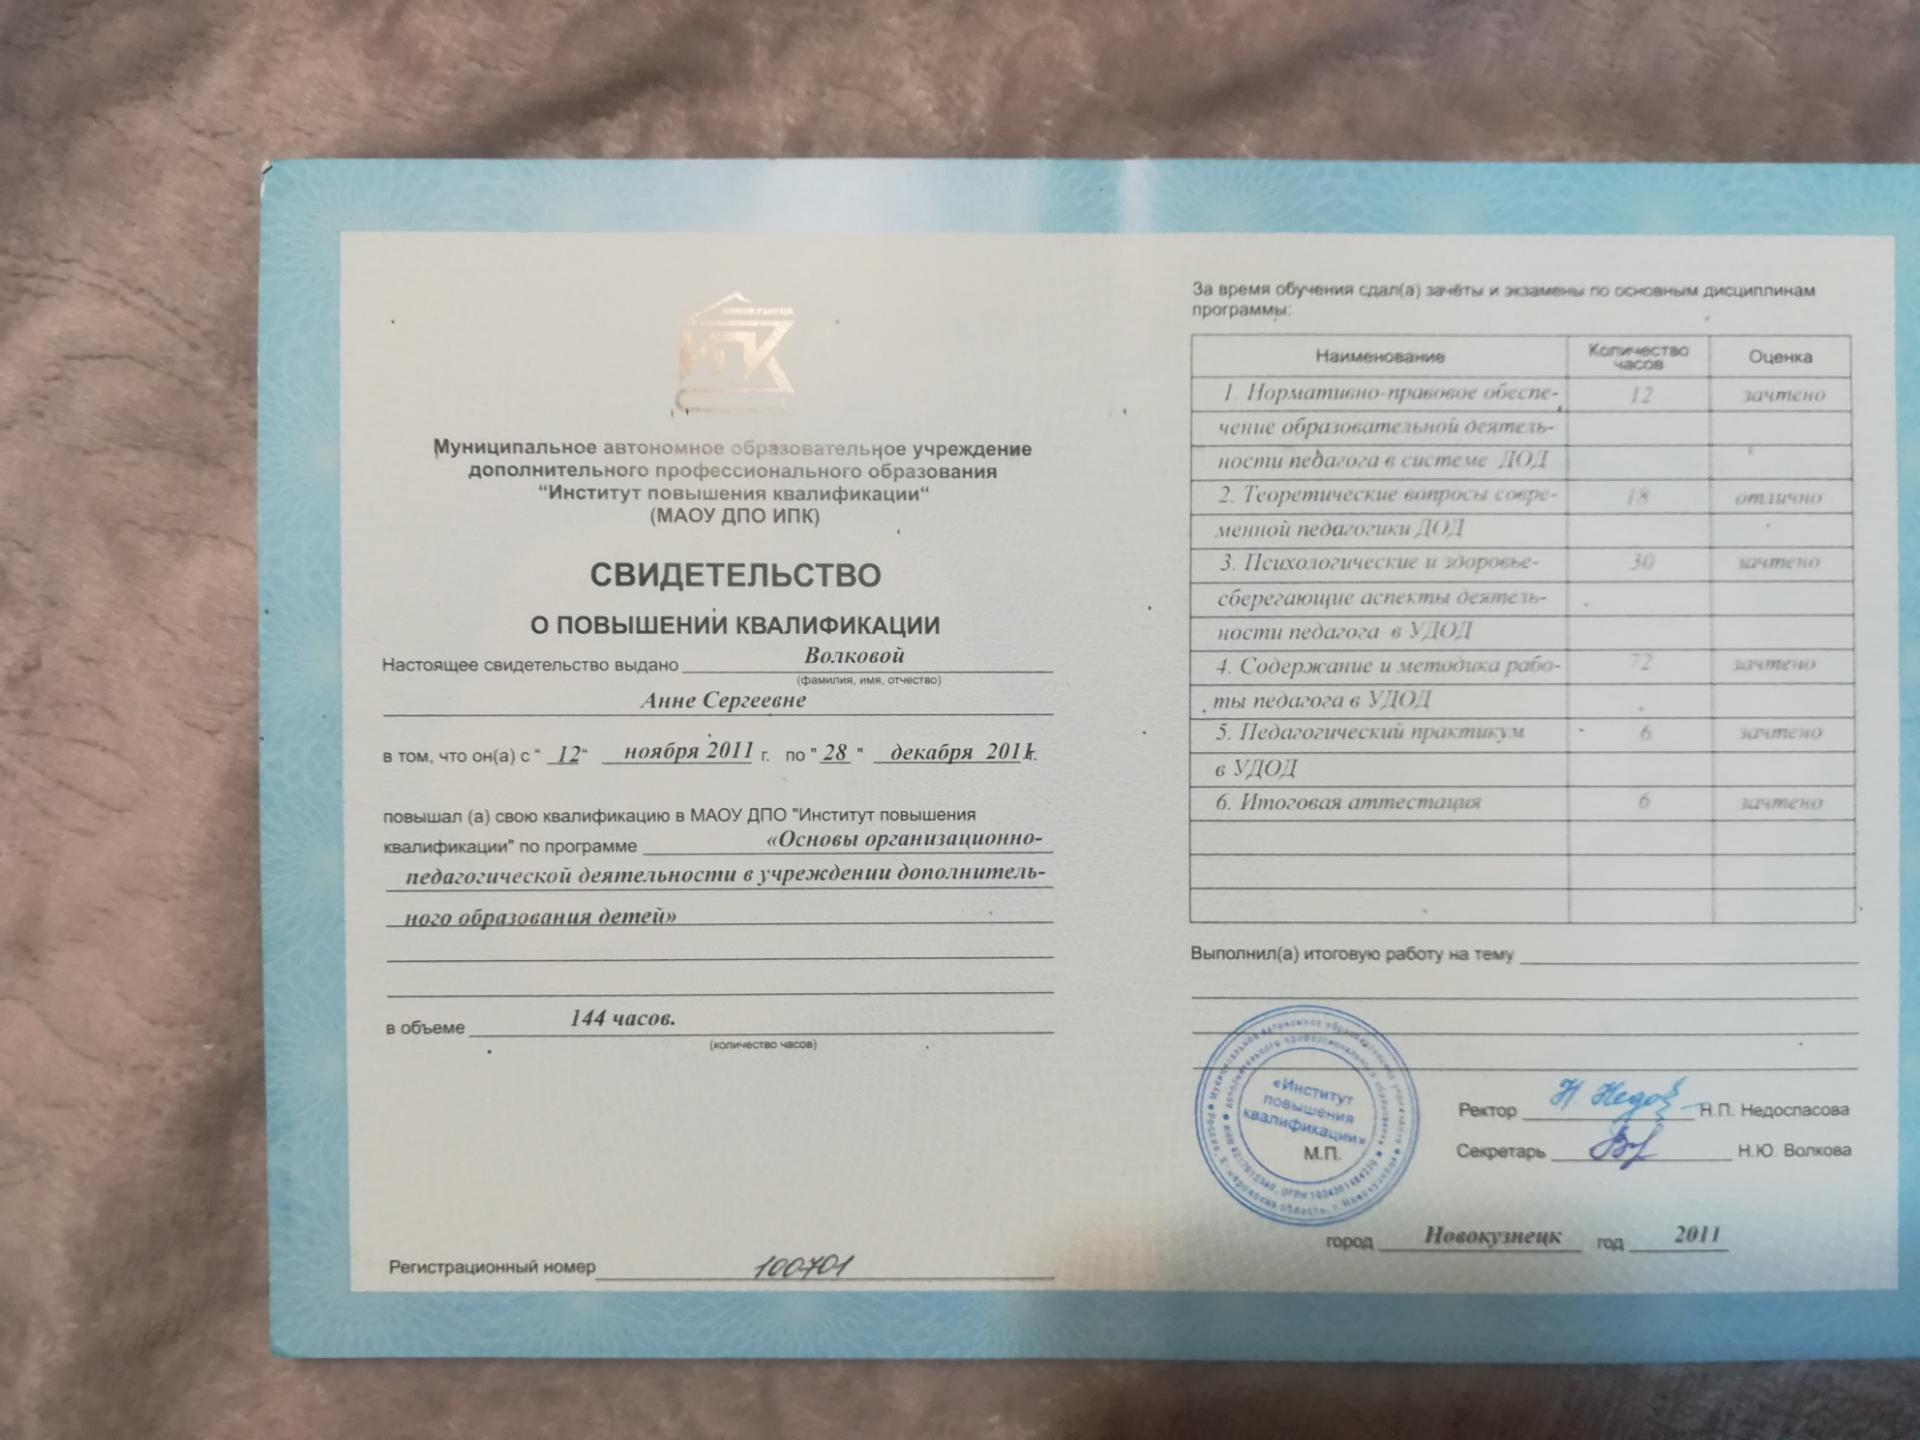 НОВОКУЗНЕЦК
ИПК
Муниципальное автономное образовательное учреждение
дополнительного профессионального образования
“Институт повышения квалификации“
(МАОУ ДПО ИПК)
СВИДЕТЕЛЬСТВО
О ПОВЫШЕНИИ КВАЛИФИКАЦИИ
Настоящее свидетельство выдано Волковой
(фамилия, имя, отчество)
Анне Сергеевне
в том, что он(а) с " 12" ноября 2011 г. по " 28 " декабря 2011г.
повышал (а) свою квалификацию в МАОУ ДПО "Институт повышения
квалификации" по программе «Основы организационно-
педагогической деятельности в учреждении дополнитель-
ного образования детей»
в объеме 144 часов.
(количество часов)
Регистрационный номер 100701
За время обучения сдал(а) зачёты и экзамены по основным дисциплинам
программы:
Наименование Количество часов Оценка
1. Нормативно-правовое обеспе- 12 зачтено
чение образовательной деятель-
ности педагога в системе ДОД
2. Теоретические вопросы совре- 18 отлично
менной педагогики ДОД
3. Психологические и здоровье- 30 зачтено
сберегающие аспекты деятель-
ности педагога в УДОД
4. Содержание и методика рабо- 72 зачтено
ты педагога в УДОД
5. Педагогический практикум 6 зачтено
в УДОД
6. Итоговая аттестация 6 зачтено
Выполнил(а) итоговую работу на тему
«Институт
повышения
квалификации»
М.П.
Ректор Н.П. Недоспасова
Секретарь Н.Ю. Волкова
город Новокузнецк год 2011